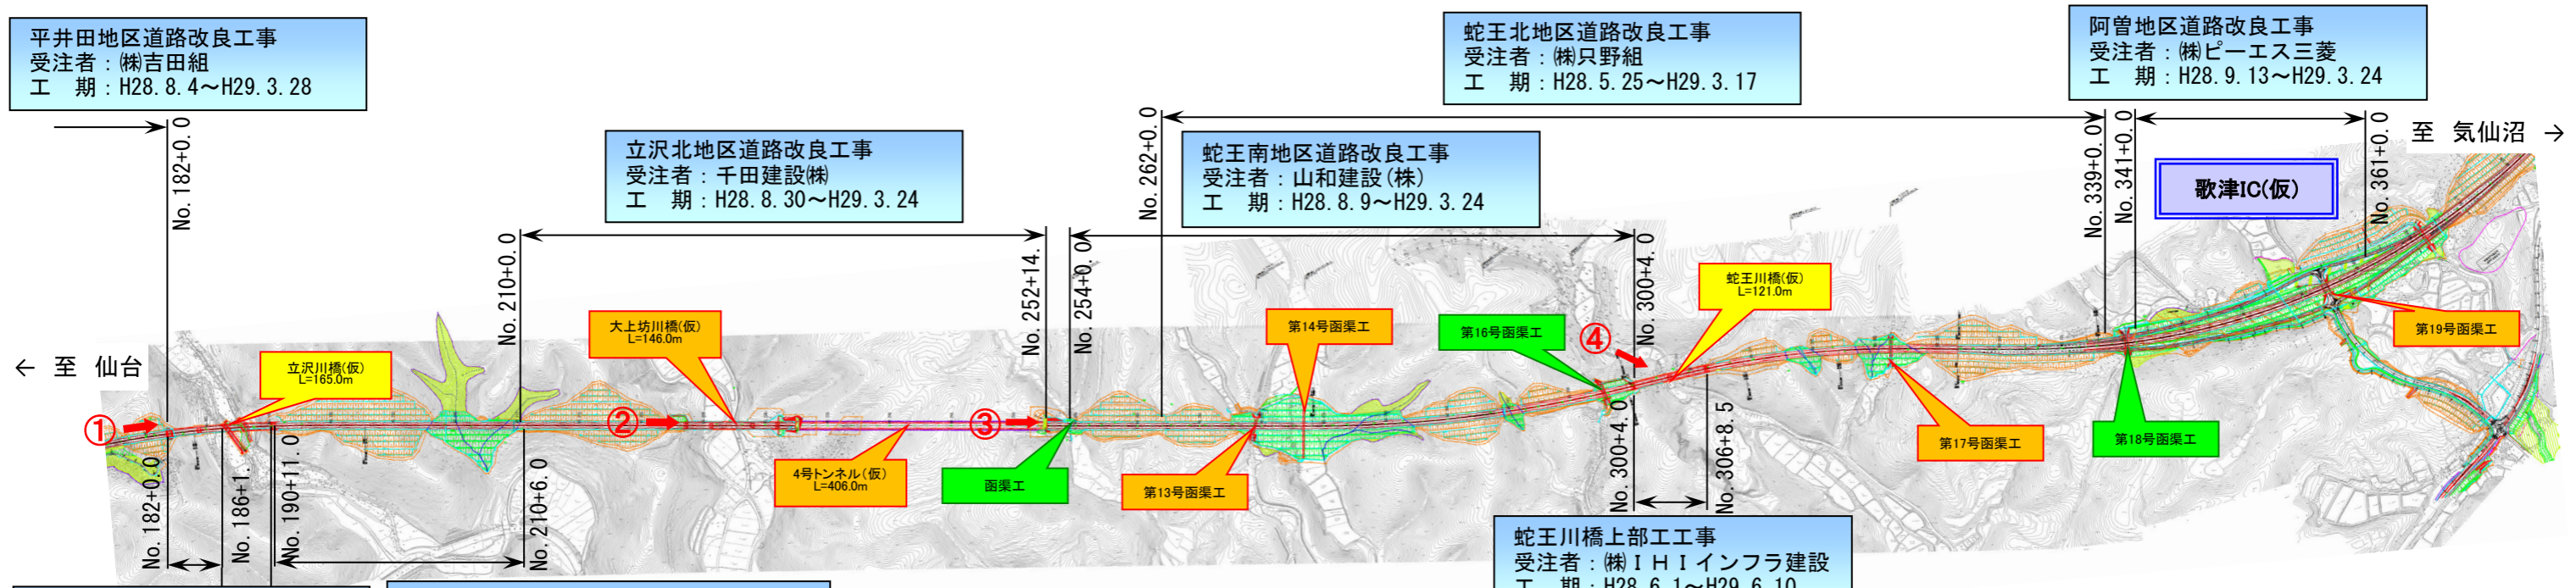 平井田地区道路改良工事
受注者：㈱吉田組
工　期：H28.8.4～H29.3.28
蛇王北地区道路改良工事
受注者：㈱只野組
工　期：H28.5.25～H29.3.17
阿曽地区道路改良工事
受注者：㈱ピーエス三菱
工　期：H28.9.13～H29.3.24
立沢北地区道路改良工事
受注者：千田建設㈱
工　期：H28.8.30～H29.3.24
蛇王南地区道路改良工事
受注者：山和建設(株)
工　期：H28.8.9～H29.3.24
至 気仙沼 →
歌津IC(仮)
No.182+0.0
No.210+0.0
No.252+14.
No.254+0.0
No.262+0.0
No.300+4.0
No.339+0.0
No.341+0.0
No.361+0.0
← 至 仙台
立沢川橋(仮)
L=165.0m
大上坊川橋(仮)
L=146.0m
第14号函渠工
第16号函渠工
蛇王川橋(仮)
L=121.0m
第19号函渠工
①
②
③
④
4号トンネル(仮)
L=406.0m
函渠工
第13号函渠工
第17号函渠工
第18号函渠工
No.182+0.0
No.186+1.
No.190+11.0
No.210+6.0
No.300+4.0
No.306+8.5
蛇王川橋上部工工事
受注者：㈱ＩＨＩインフラ建設
工　期：H28.6.1～H29.6.10